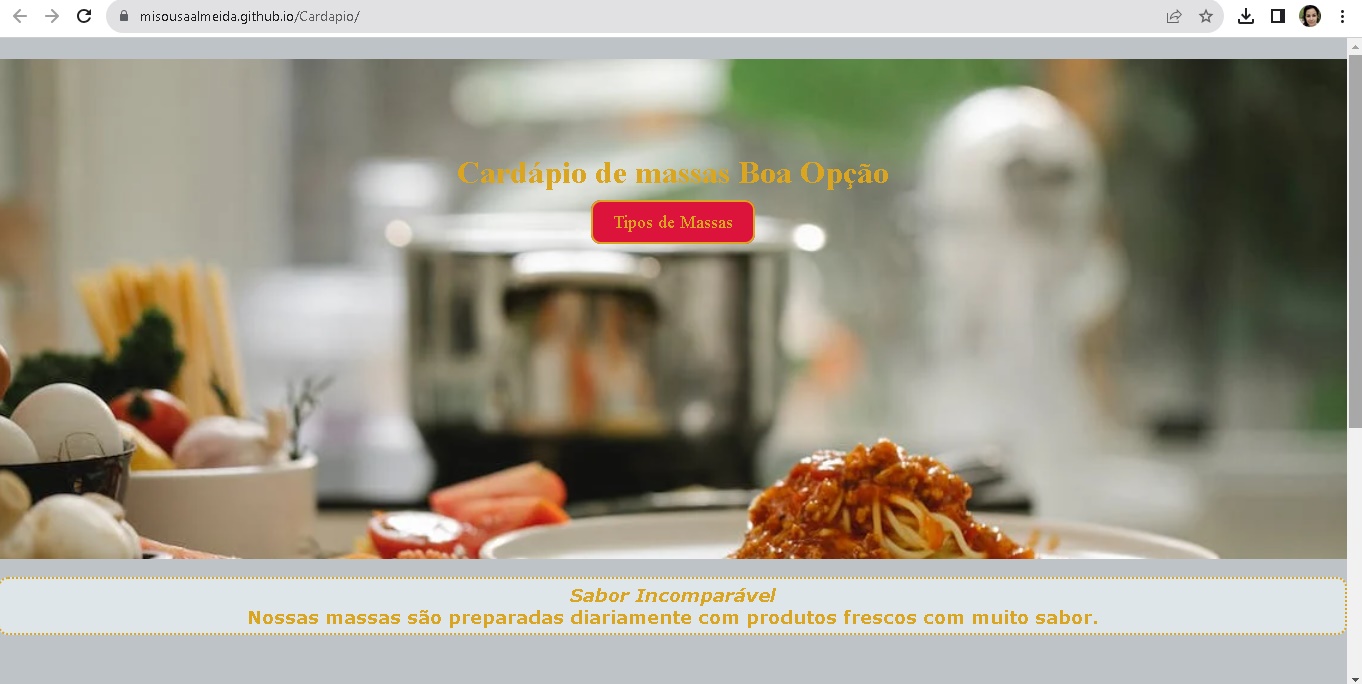 misousaalmeida.github.io/Cardapio/
Cardápio de massas Boa Opção
Tipos de Massas
Sabor Incomparável
Nossas massas são preparadas diariamente com produtos frescos com muito sabor.